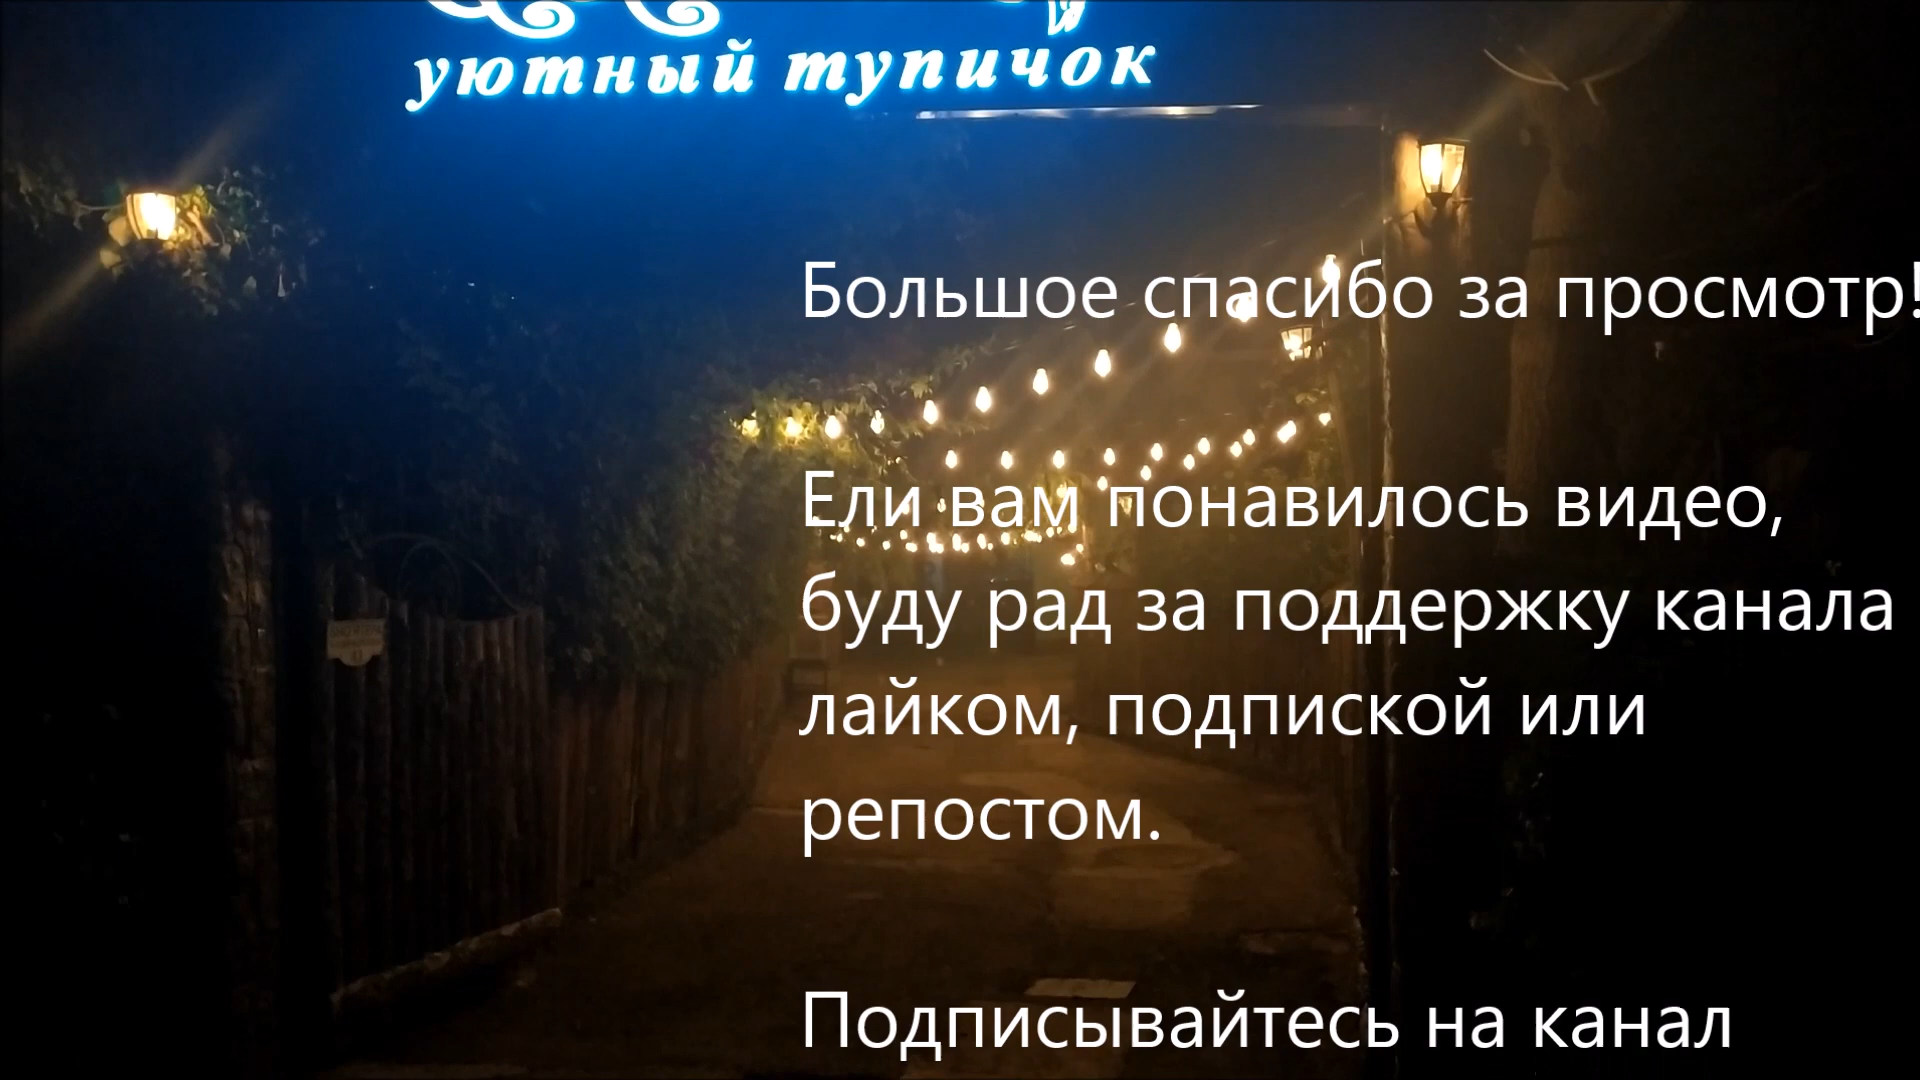 уютный тупичок
Большое спасибо за просмотр!
Ели вам понавилось видео,
буду рад за поддержку канала
лайком, подпиской или
репостом.
Подписывайтесь на канал